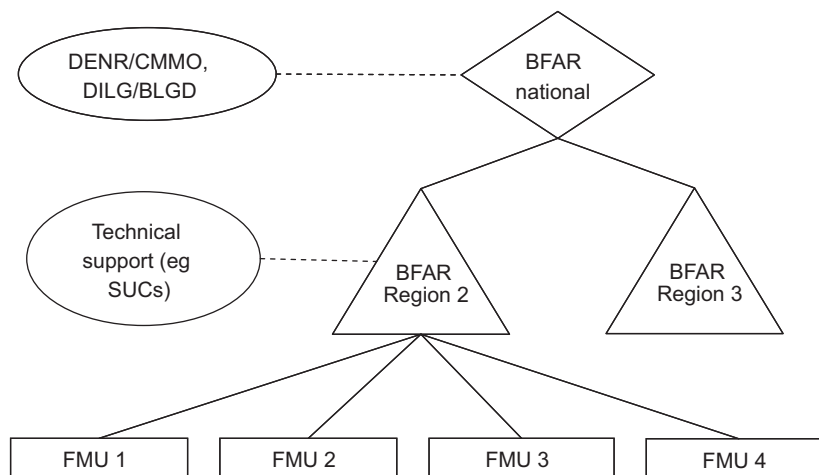 DENR/CMMO,
DILG/BLGD
BFAR
national
Technical
support (eg
SUCs)
BFAR
Region 2
BFAR
Region 3
FMU 1
FMU 2
FMU 3
FMU 4